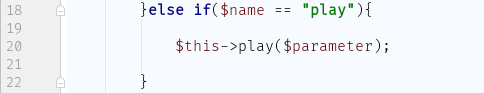 18 }else if($name == "play"){
19
20 $this->play($parameter);
21
22 }